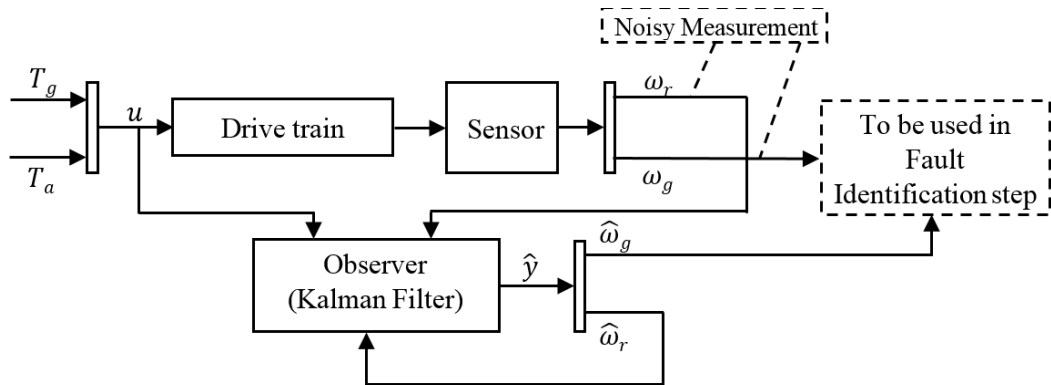 Noisy Measurement
T_g
T_a
u
Drive train
Sensor
ω_r
ω_g
To be used in
Fault
Identification step
Observer
(Kalman Filter)
ŷ
ω̂_g
ω̂_r